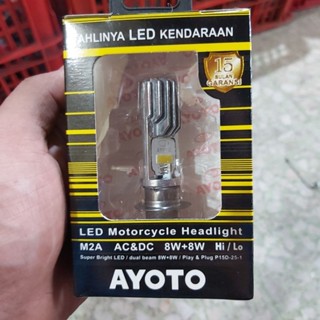 AHLINYA LED KENDARAAN
15
BULAN
GARANSI
LED Motorcycle Headlight
M2A AC&DC 8W+8W Hi / Lo
Super Bright LED / dual beam 8W+8W / Play & Plug P15D-25-1
AYOTO